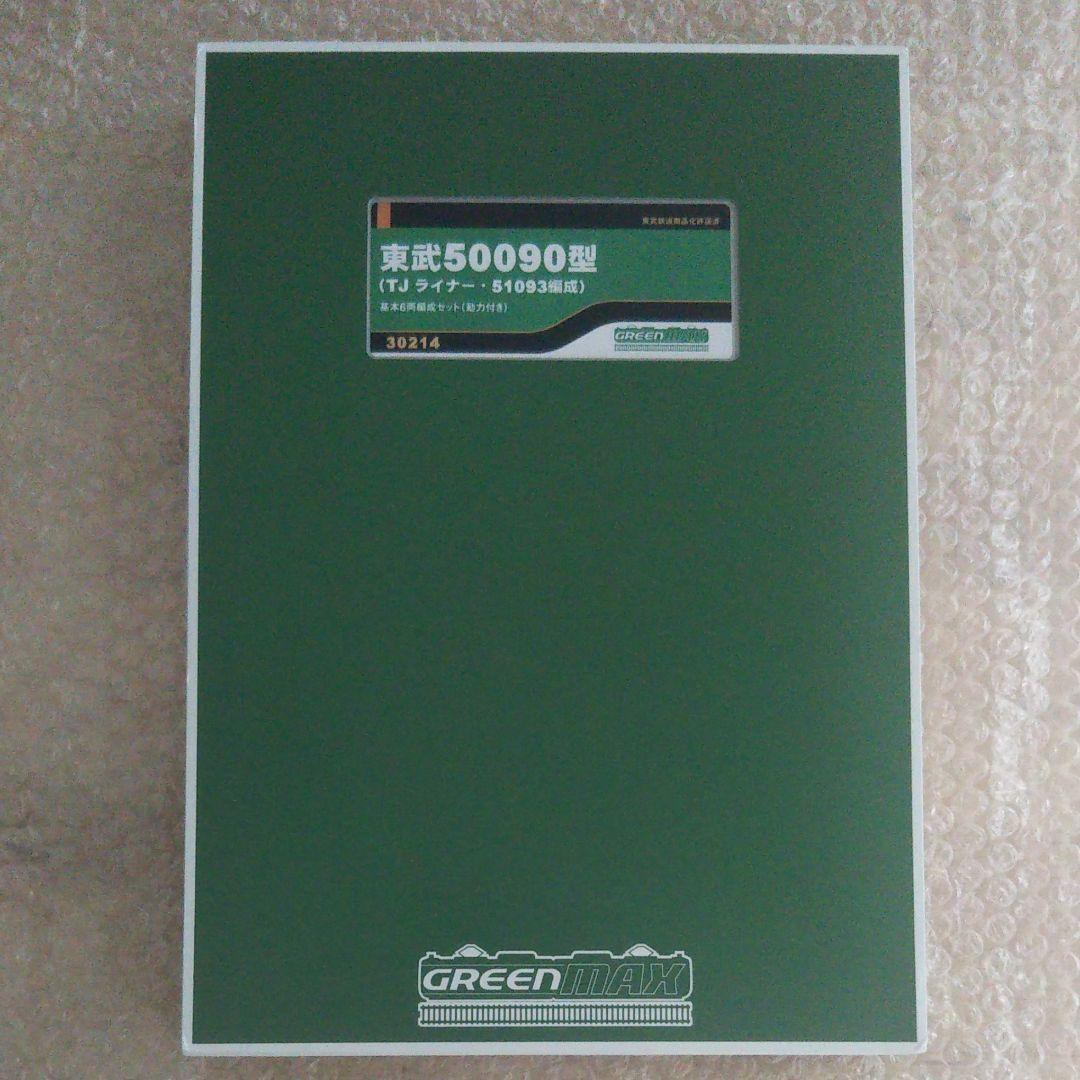 東武鉄道商品化許諾済
東武50090型
(TJ ライナー・51093編成)
基本6両編成セット(動力付き)
30214
GREENMAX
GREENMAX